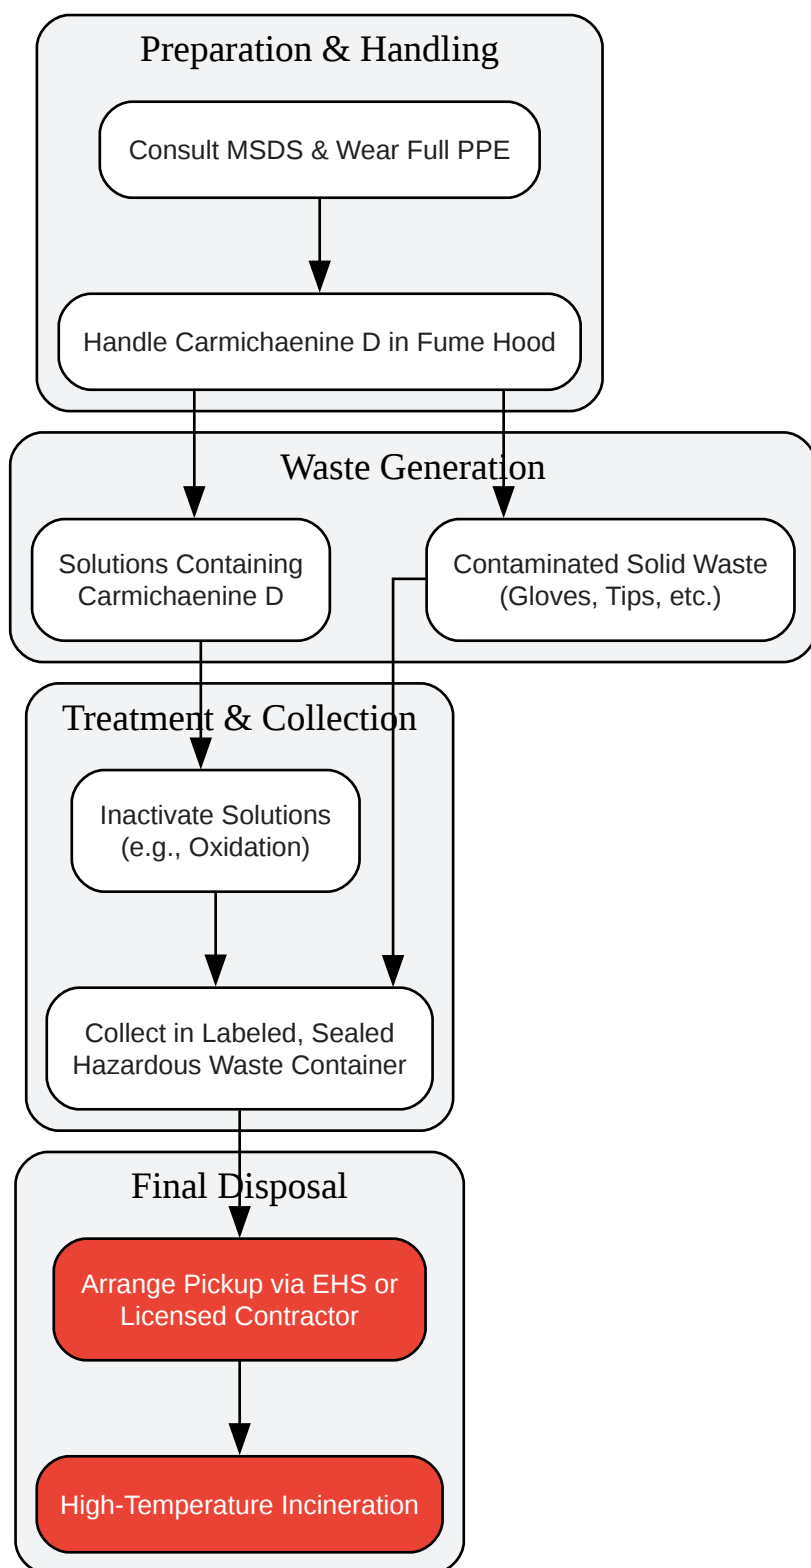 Preparation & Handling
Consult MSDS & Wear Full PPE
Handle Carmichaenine D in Fume Hood
Waste Generation
Solutions Containing
Carmichaenine D
Contaminated Solid Waste
(Gloves, Tips, etc.)
Treatment & Collection
Inactivate Solutions
(e.g., Oxidation)
Collect in Labeled, Sealed
Hazardous Waste Container
Final Disposal
Arrange Pickup via EHS or
Licensed Contractor
High-Temperature Incineration